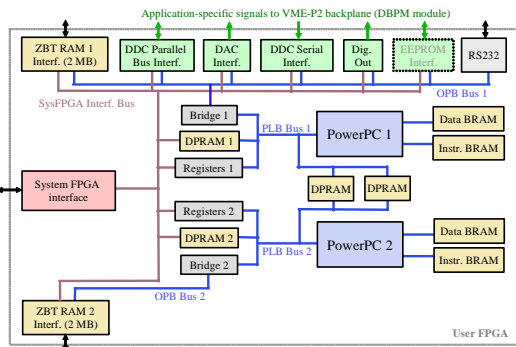 Application-specific signals to VME-P2 backplane (DBPM module)
ZBT RAM 1
Interf. (2 MB)
DDC Parallel
Bus Interf.
DAC
Interf.
DDC Serial
Interf.
Dig.
Out
EEPROM
Interf.
RS232
OPB Bus 1
SysFPGA Interf. Bus
Bridge 1
DPRAM 1
Registers 1
PLB Bus 1
PowerPC 1
Data BRAM
Instr. BRAM
System FPGA
interface
DPRAM
DPRAM
Registers 2
DPRAM 2
Bridge 2
PLB Bus 2
PowerPC 2
Data BRAM
Instr. BRAM
OPB Bus 2
ZBT RAM 2
Interf. (2 MB)
User FPGA